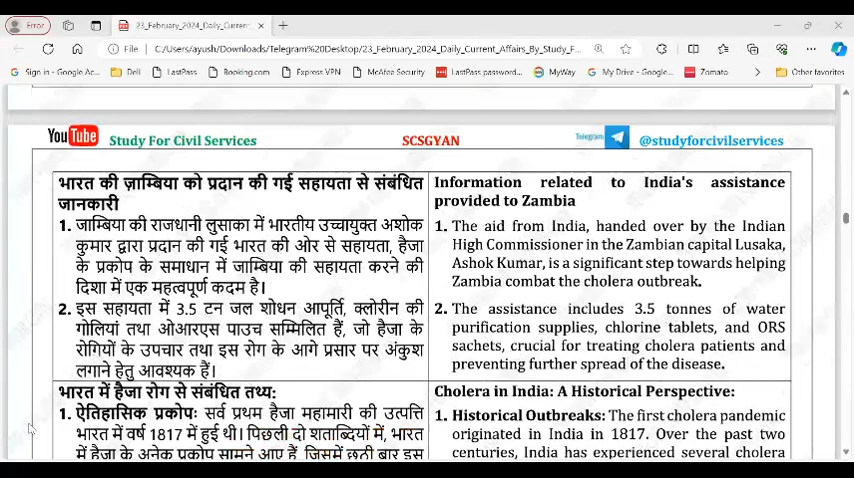 Error
23_February_2024_Daily_Current_
File
C:/Users/ayush/Downloads/Telegram%20Desktop/23_February_2024_Daily_Current_Affairs_By_Study_F...
Sign in - Google Ac...
Dell
LastPass
Booking.com
Express VPN
McAfee Security
LastPass password...
MyWay
My Drive - Google...
Zomato
Other favorites
YouTube Study For Civil Services
SCSGYAN
Telegram @studyforcivilservices
भारत की ज़ाम्बिया को प्रदान की गई सहायता से संबंधित
जानकारी
1. जाम्बिया की राजधानी लुसाका में भारतीय उच्चायुक्त अशोक
कुमार द्वारा प्रदान की गई भारत की ओर से सहायता, हैजा
के प्रकोप के समाधान में जाम्बिया की सहायता करने की
दिशा में एक महत्वपूर्ण कदम है।
2. इस सहायता में 3.5 टन जल शोधन आपूर्ति, क्लोरीन की
गोलियां तथा ओआरएस पाउच सम्मिलित हैं, जो हैजा के
रोगियों के उपचार तथा इस रोग के आगे प्रसार पर अंकुश
लगाने हेतु आवश्यक हैं।
Information related to India's assistance
provided to Zambia
1. The aid from India, handed over by the Indian
High Commissioner in the Zambian capital Lusaka,
Ashok Kumar, is a significant step towards helping
Zambia combat the cholera outbreak.
2. The assistance includes 3.5 tonnes of water
purification supplies, chlorine tablets, and ORS
sachets, crucial for treating cholera patients and
preventing further spread of the disease.
भारत में हैजा रोग से संबंधित तथ्य:
1. ऐतिहासिक प्रकोप: सर्व प्रथम हैजा महामारी की उत्पत्ति
भारत में वर्ष 1817 में हुई थी। पिछली दो शताब्दियों में, भारत
में हैजा के अनेक प्रकोप सामने आए हैं, जिसमें छठी बार इस
Cholera in India: A Historical Perspective:
1. Historical Outbreaks: The first cholera pandemic
originated in India in 1817. Over the past two
centuries, India has experienced several cholera